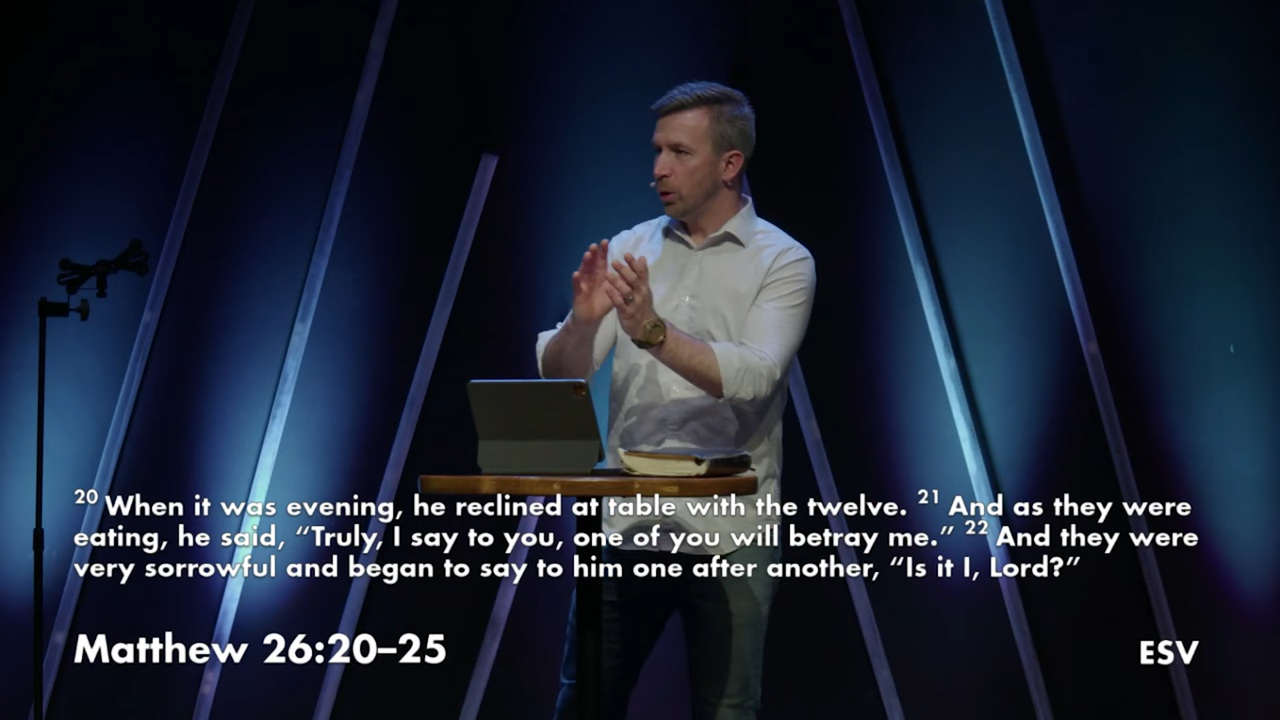 20 When it was evening, he reclined at table with the twelve. 21 And as they were
eating, he said, “Truly, I say to you, one of you will betray me.” 22 And they were
very sorrowful and began to say to him one after another, “Is it I, Lord?”
Matthew 26:20–25
ESV